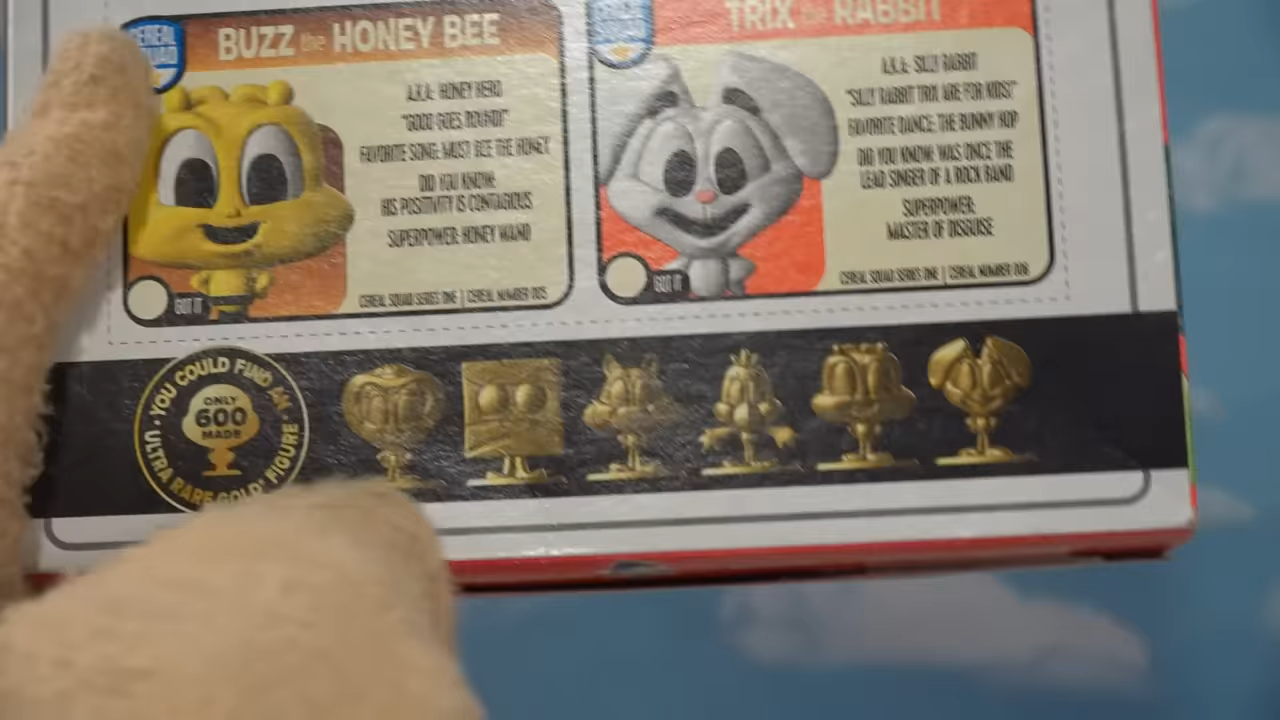 CEREAL
SQUAD
BUZZ the HONEY BEE
A.K.A: HONEY HERO
"GOOD GOES ROUND!"
FAVORITE SONG: MUST BEE THE HONEY
DID YOU KNOW:
HIS POSITIVITY IS CONTAGIOUS
SUPERPOWER: HONEY WAND
GOT IT
CEREAL SQUAD SERIES ONE | CEREAL NUMBER 005
TRIX the RABBIT
A.K.A: SILLY RABBIT
"SILLY RABBIT TRIX ARE FOR KIDS!"
FAVORITE DANCE: THE BUNNY HOP
DID YOU KNOW: WAS ONCE THE
LEAD SINGER OF A ROCK BAND
SUPERPOWER:
MASTER OF DISGUISE
GOT IT
CEREAL SQUAD SERIES ONE | CEREAL NUMBER 006
• YOU COULD FIND AN •
ULTRA RARE GOLD* FIGURE
ONLY
600
MADE